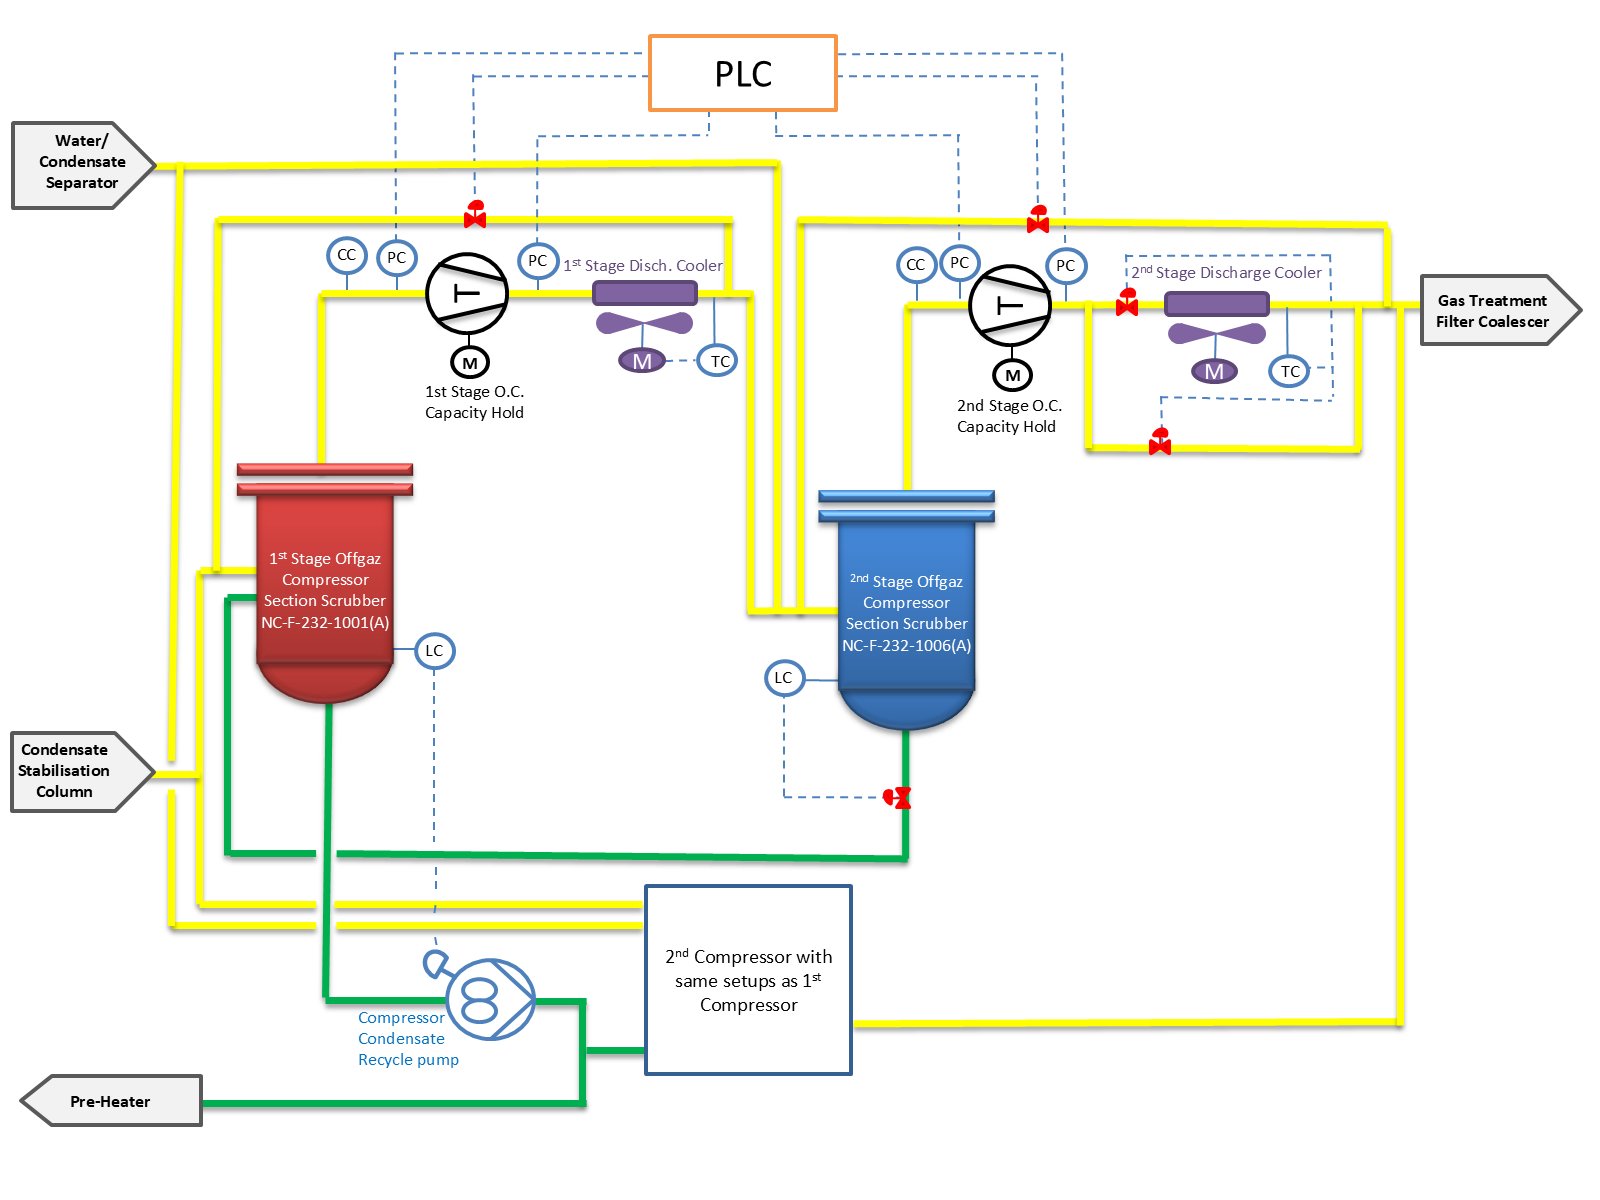 PLC
Water/
Condensate
Separator
CC
PC
PC
1st Stage Disch. Cooler
CC
PC
PC
2nd Stage Discharge Cooler
Gas Treatment
Filter Coalescer
M
M
TC
M
M
TC
1st Stage O.C.
Capacity Hold
2nd Stage O.C.
Capacity Hold
1st Stage Offgaz
Compressor
Section Scrubber
NC-F-232-1001(A)
LC
2nd Stage Offgaz
Compressor
Section Scrubber
NC-F-232-1006(A)
LC
Condensate
Stabilisation
Column
2nd Compressor with
same setups as 1st
Compressor
Compressor
Condensate
Recycle pump
Pre-Heater